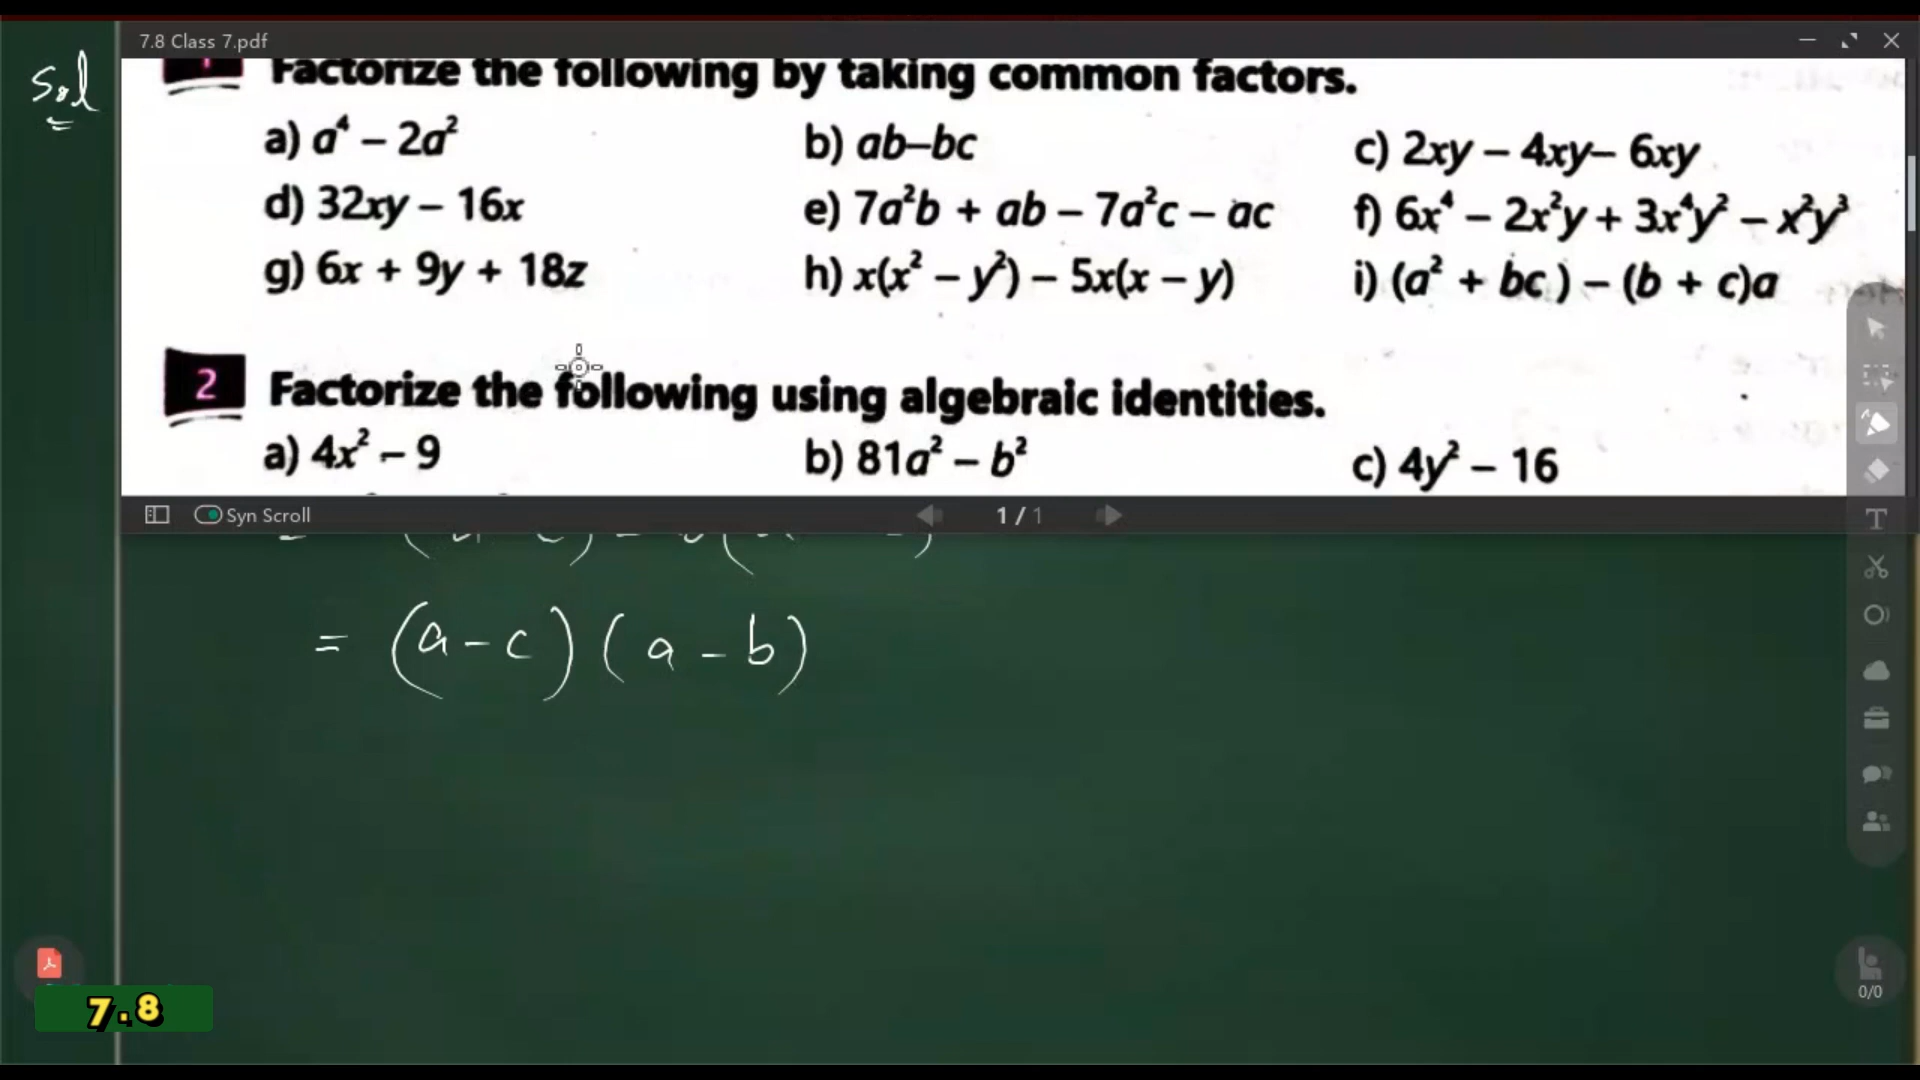 7.8 Class 7.pdf
Sol
1 Factorize the following by taking common factors.
a) a⁴ – 2a² b) ab–bc c) 2xy – 4xy– 6xy
d) 32xy – 16x e) 7a²b + ab – 7a²c – ac f) 6x⁴ – 2x²y + 3x⁴y² – x²y³
g) 6x + 9y + 18z h) x(x² – y²) – 5x(x – y) i) (a² + bc ) – (b + c)a
2 Factorize the following using algebraic identities.
a) 4x² – 9 b) 81a² – b² c) 4y² – 16
Syn Scroll 1 / 1
= (a - c) (a - b)
7.8
0/0